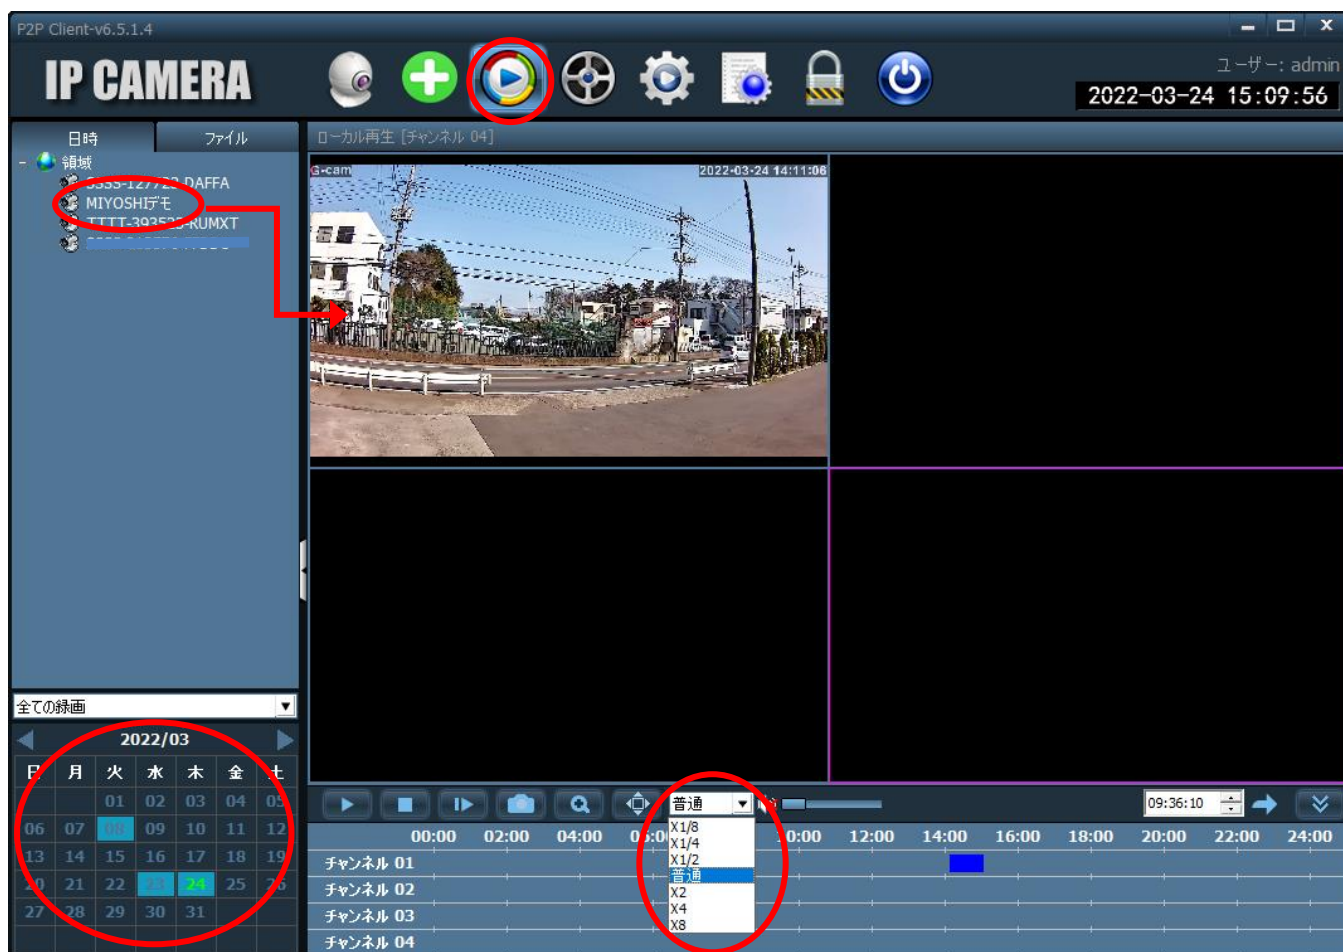 P2P Client-v6.5.1.4
IP CAMERA
ユーザー: admin
2022-03-24 15:09:56
日時 ファイル
ローカル再生 [チャンネル 04]
領域
DAFFA
MIYOSHIデモ
TTTT-393525-RUMXT
G-cam 2022-03-24 14:11:06
全ての録画
2022/03
日 月 火 水 木 金 土
01 02 03 04 05
06 07 08 09 10 11 12
13 14 15 16 17 18 19
20 21 22 23 24 25 26
27 28 29 30 31
普通
09:36:10
00:00 02:00 04:00 12:00 14:00 16:00 18:00 20:00 22:00 24:00
X1/8
X1/4
X1/2
普通
X2
X4
X8
チャンネル 01
チャンネル 02
チャンネル 03
チャンネル 04